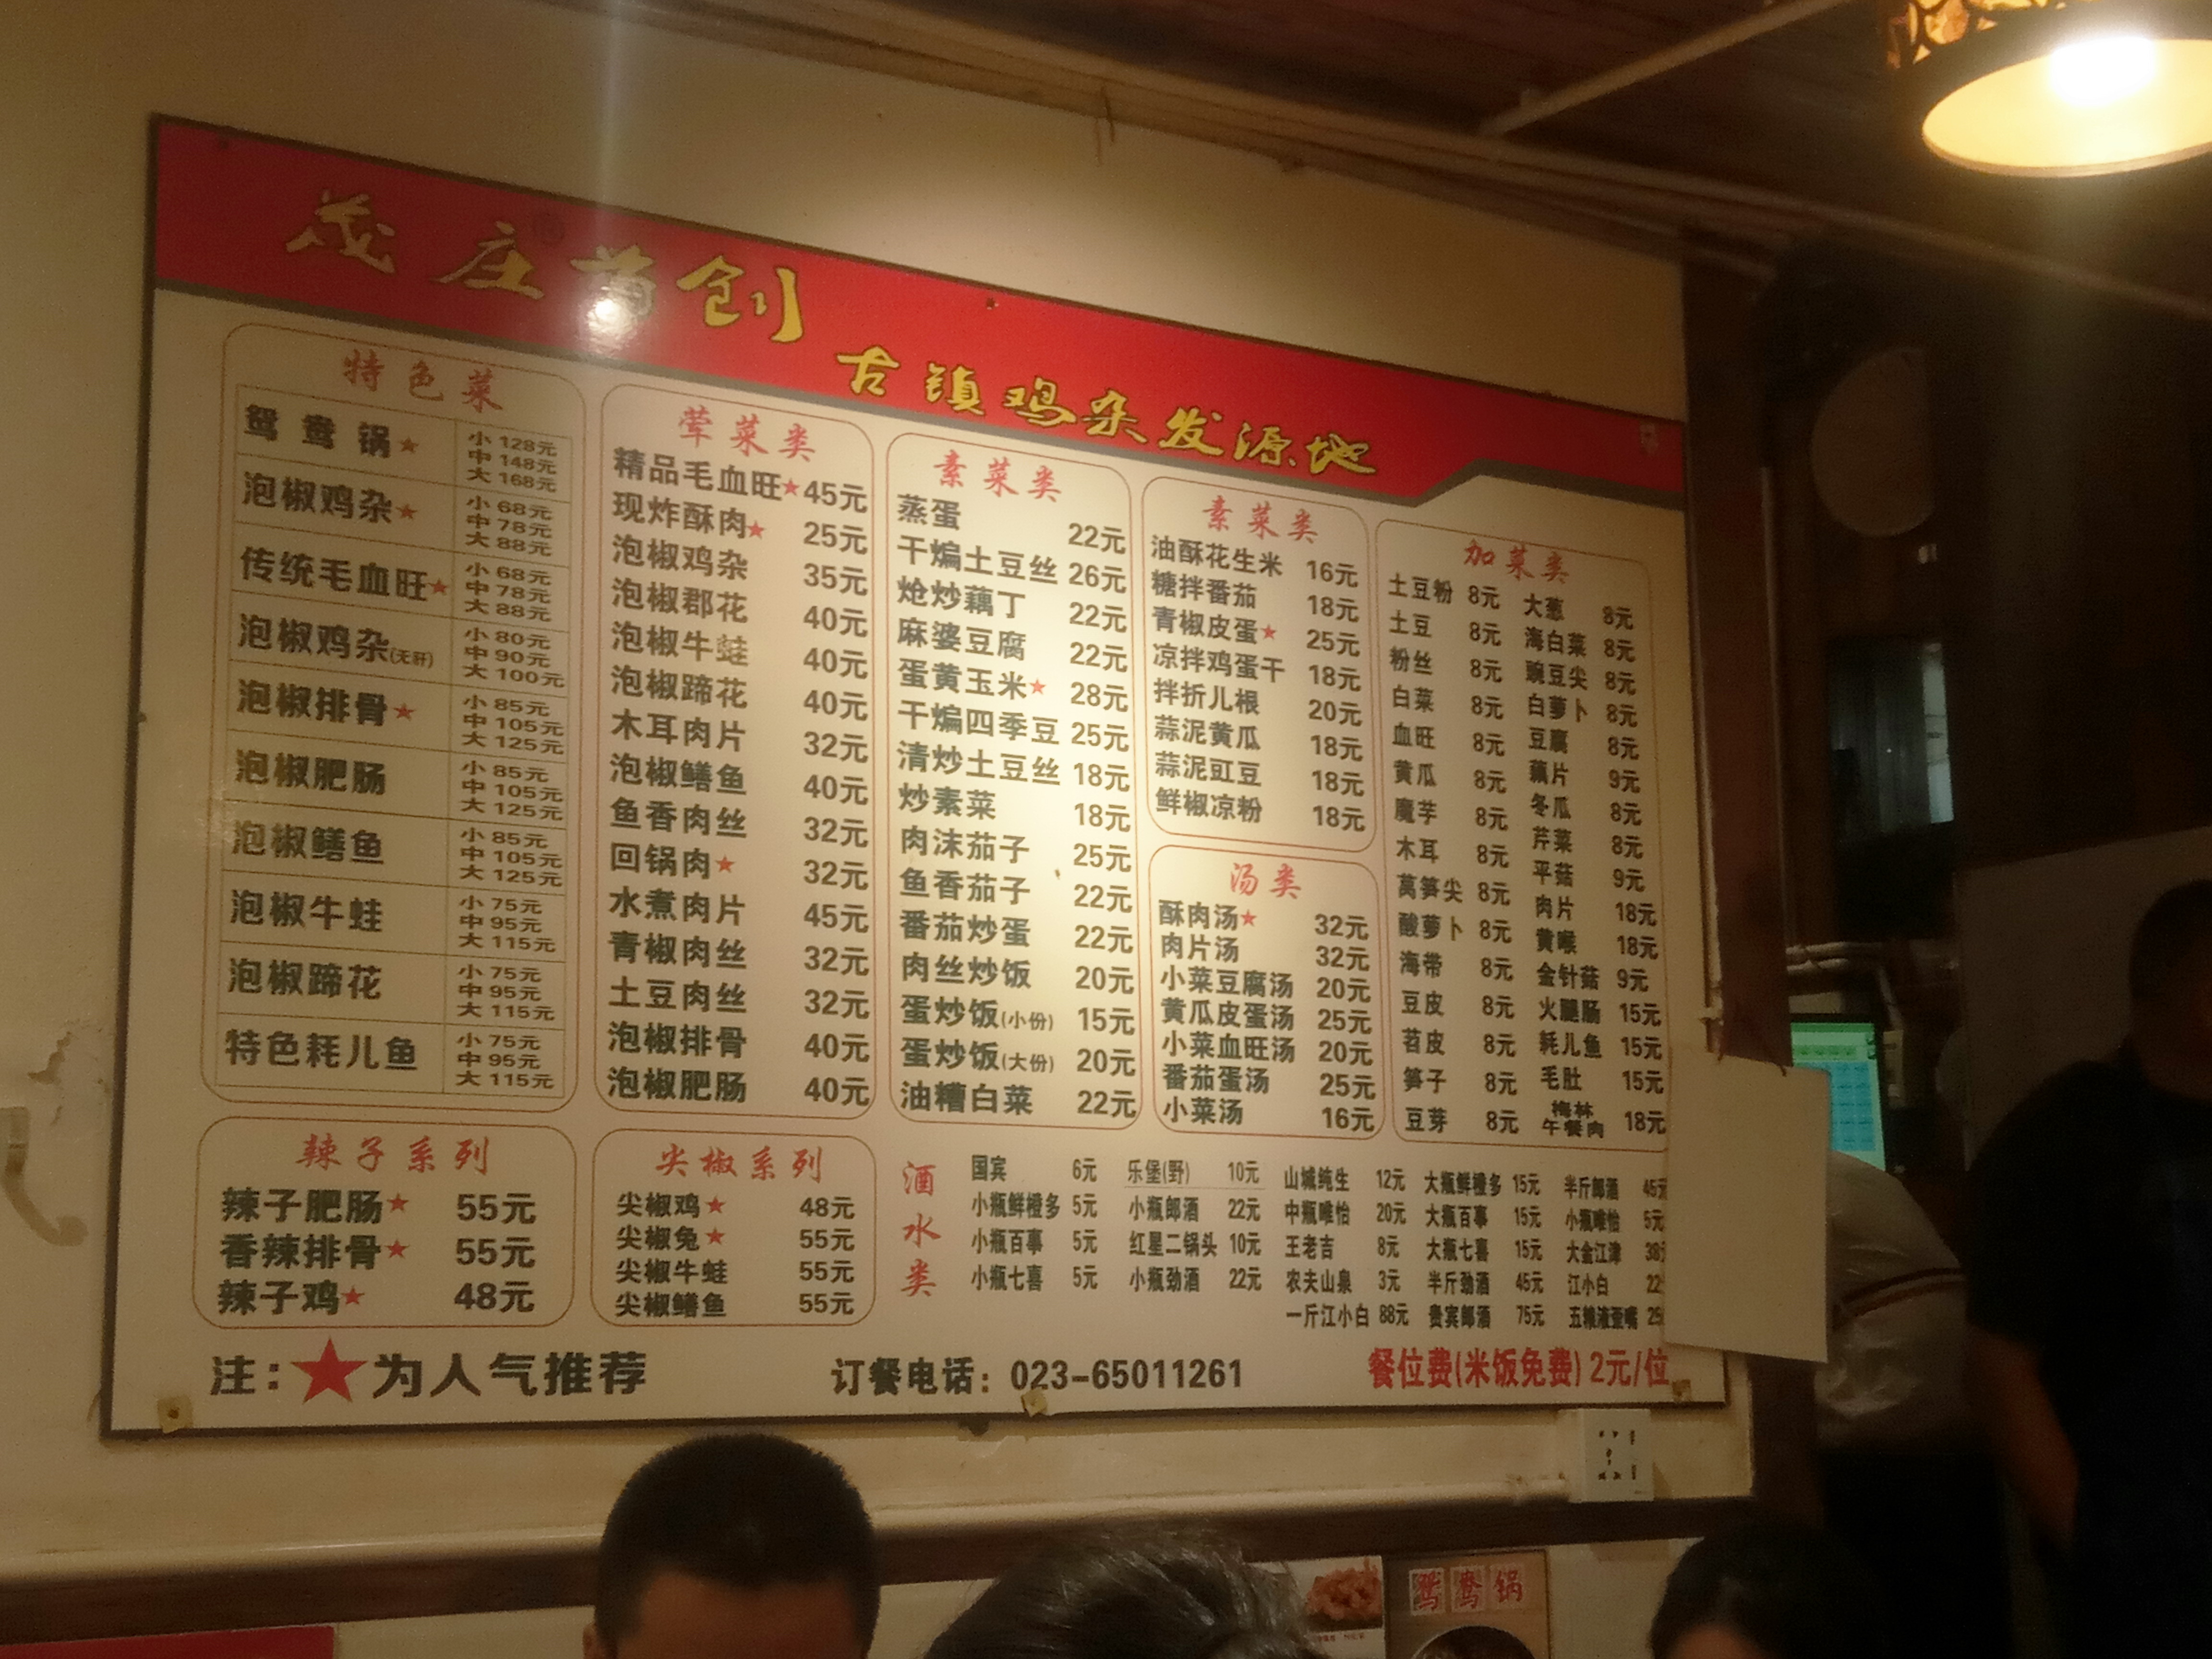 茂庄首创
古镇鸡杂发源地
特色菜
鸳鸯锅★ 小 128元 中 148元 大 168元
泡椒鸡杂★ 小 68元 中 78元 大 88元
传统毛血旺★ 小 68元 中 78元 大 88元
泡椒鸡杂(无肝) 小 80元 中 90元 大 100元
泡椒排骨★ 小 85元 中 105元 大 125元
泡椒肥肠 小 85元 中 105元 大 125元
泡椒鳝鱼 小 85元 中 105元 大 125元
泡椒牛蛙 小 75元 中 95元 大 115元
泡椒蹄花 小 75元 中 95元 大 115元
特色耗儿鱼 小 75元 中 95元 大 115元
荤菜类
精品毛血旺★ 45元
现炸酥肉★ 25元
泡椒鸡杂 35元
泡椒郡花 40元
泡椒牛蛙 40元
泡椒蹄花 40元
木耳肉片 32元
泡椒鳝鱼 40元
鱼香肉丝 32元
回锅肉★ 32元
水煮肉片 45元
青椒肉丝 32元
土豆肉丝 32元
泡椒排骨 40元
泡椒肥肠 40元
素菜类
蒸蛋 22元
干煸土豆丝 26元
炝炒藕丁 22元
麻婆豆腐 22元
蛋黄玉米★ 28元
干煸四季豆 25元
清炒土豆丝 18元
炒素菜 18元
肉沫茄子 25元
鱼香茄子 22元
番茄炒蛋 22元
肉丝炒饭 20元
蛋炒饭(小份) 15元
蛋炒饭(大份) 20元
油糟白菜 22元
素菜类
油酥花生米 16元
糖拌番茄 18元
青椒皮蛋★ 25元
凉拌鸡蛋干 18元
拌折儿根 20元
蒜泥黄瓜 18元
蒜泥豇豆 18元
鲜椒凉粉 18元
汤类
酥肉汤★ 32元
肉片汤 32元
小菜豆腐汤 20元
黄瓜皮蛋汤 25元
小菜血旺汤 20元
番茄蛋汤 25元
小菜汤 16元
加菜类
土豆粉 8元 大葱 8元
土豆 8元 海白菜 8元
粉丝 8元 豌豆尖 8元
白菜 8元 白萝卜 8元
血旺 8元 豆腐 8元
黄瓜 8元 藕片 9元
魔芋 8元 冬瓜 8元
木耳 8元 芹菜 8元
莴笋尖 8元 平菇 9元
酸萝卜 8元 肉片 18元
海带 8元 黄喉 18元
豆皮 8元 金针菇 9元
苕皮 8元 火腿肠 15元
笋子 8元 耗儿鱼 15元
豆芽 8元 毛肚 15元
梅林午餐肉 18元
辣子系列
辣子肥肠★ 55元
香辣排骨★ 55元
辣子鸡★ 48元
尖椒系列
尖椒鸡★ 48元
尖椒兔★ 55元
尖椒牛蛙 55元
尖椒鳝鱼 55元
酒水类
国宾 6元 乐堡(野) 10元 山城纯生 12元 大瓶鲜橙多 15元 半斤郎酒 45元
小瓶鲜橙多 5元 小瓶郎酒 22元 中瓶唯怡 20元 大瓶百事 15元 小瓶唯怡 5元
小瓶百事 5元 红星二锅头 10元 王老吉 8元 大瓶七喜 15元 大金江津 38元
小瓶七喜 5元 小瓶劲酒 22元 农夫山泉 3元 半斤劲酒 45元 江小白 22
一斤江小白 88元 贵宾郎酒 75元 五粮液歪嘴 25
注:★为人气推荐
订餐电话：023-65011261
餐位费(米饭免费) 2元/位
鸳鸯锅